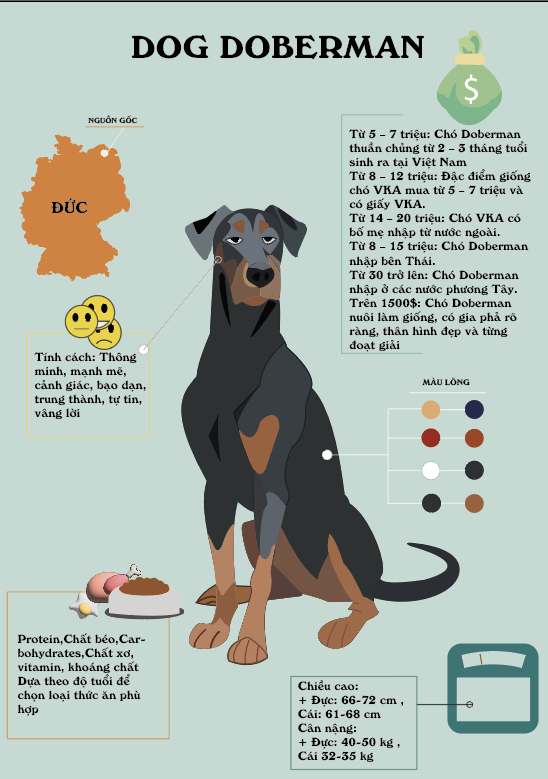 DOG DOBERMAN
$
NGUỒN GỐC
ĐỨC
Từ 5 – 7 triệu: Chó Doberman
thuần chủng từ 2 – 3 tháng tuổi
sinh ra tại Việt Nam
Từ 8 – 12 triệu: Đặc điểm giống
chó VKA mua từ 5 – 7 triệu và
có giấy VKA.
Từ 14 – 20 triệu: Chó VKA có
bố mẹ nhập từ nước ngoài.
Từ 8 – 15 triệu: Chó Doberman
nhập bên Thái.
Từ 30 trở lên: Chó Doberman
nhập ở các nước phương Tây.
Trên 1500$: Chó Doberman
nuôi làm giống, có gia phả rõ
ràng, thân hình đẹp và từng
đoạt giải
Tính cách: Thông
minh, mạnh mẽ,
cảnh giác, bạo dạn,
trung thành, tự tin,
vâng lời
MÀU LÔNG
Protein,Chất béo,Car-
bohydrates,Chất xơ,
vitamin, khoáng chất
Dựa theo độ tuổi để
chọn loại thức ăn phù
hợp
Chiều cao:
+ Đực: 66-72 cm ,
Cái: 61-68 cm
Cân nặng:
+ Đực: 40-50 kg ,
Cái 32-35 kg